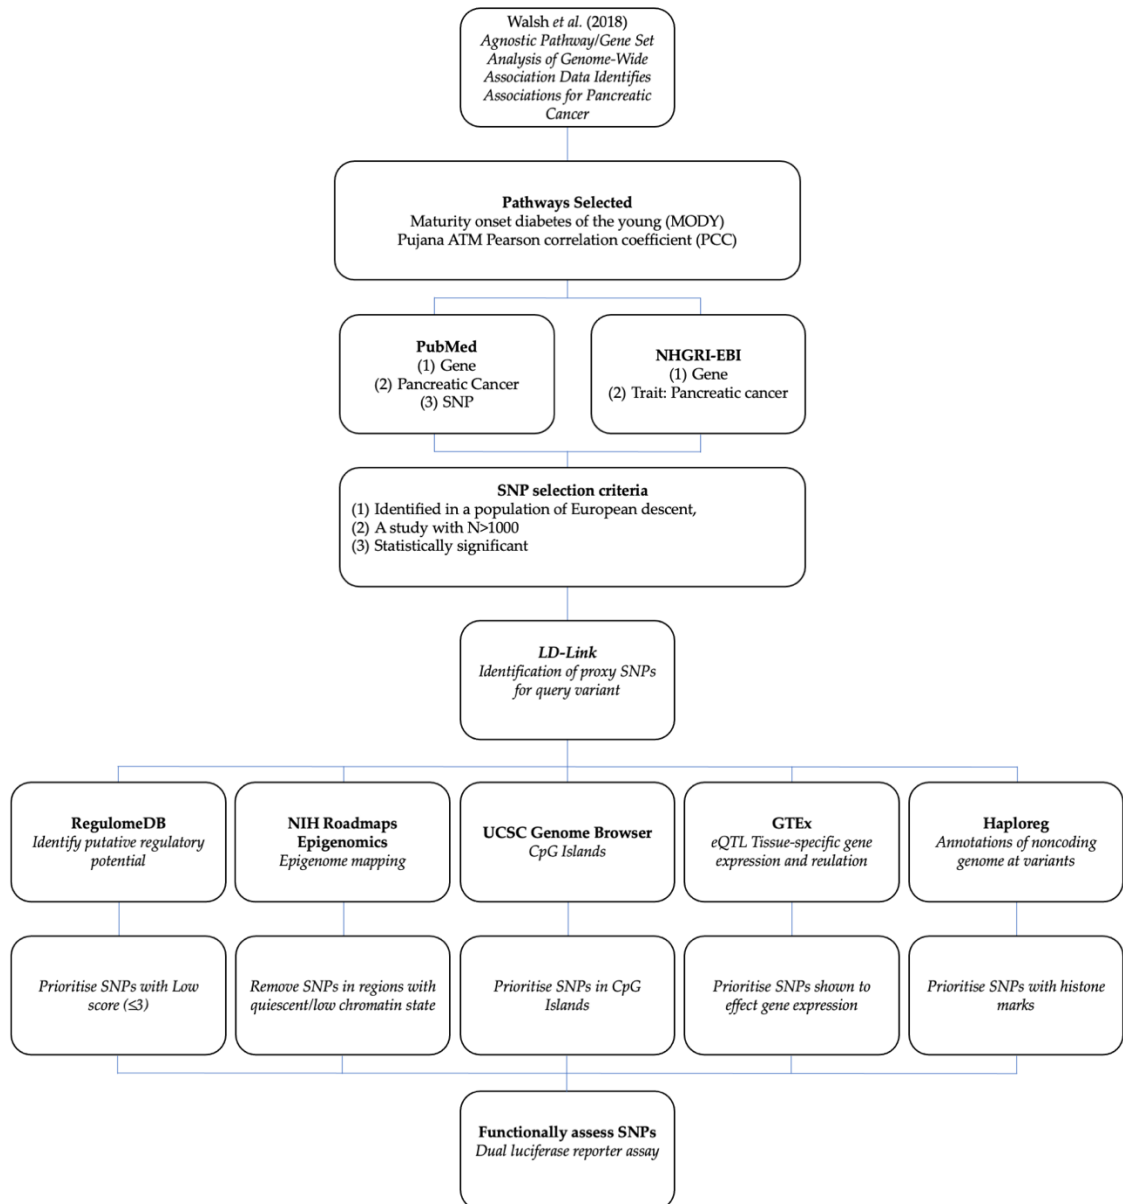 Walsh et al. (2018)
Agnostic Pathway/Gene Set
Analysis of Genome-Wide
Association Data Identifies
Associations for Pancreatic
Cancer
Pathways Selected
Maturity onset diabetes of the young (MODY)
Pujana ATM Pearson correlation coefficient (PCC)
PubMed
(1) Gene
(2) Pancreatic Cancer
(3) SNP
NHGRI-EBI
(1) Gene
(2) Trait: Pancreatic cancer
SNP selection criteria
(1) Identified in a population of European descent,
(2) A study with N>1000
(3) Statistically significant
LD-Link
Identification of proxy SNPs
for query variant
RegulomeDB
Identify putative regulatory
potential
NIH Roadmaps
Epigenomics
Epigenome mapping
UCSC Genome Browser
CpG Islands
GTEx
eQTL Tissue-specific gene
expression and reulation
Haploreg
Annotations of noncoding
genome at variants
Prioritise SNPs with Low
score (≤3)
Remove SNPs in regions with
quiescent/low chromatin state
Prioritise SNPs in CpG
Islands
Prioritise SNPs shown to
effect gene expression
Prioritise SNPs with histone
marks
Functionally assess SNPs
Dual luciferase reporter assay